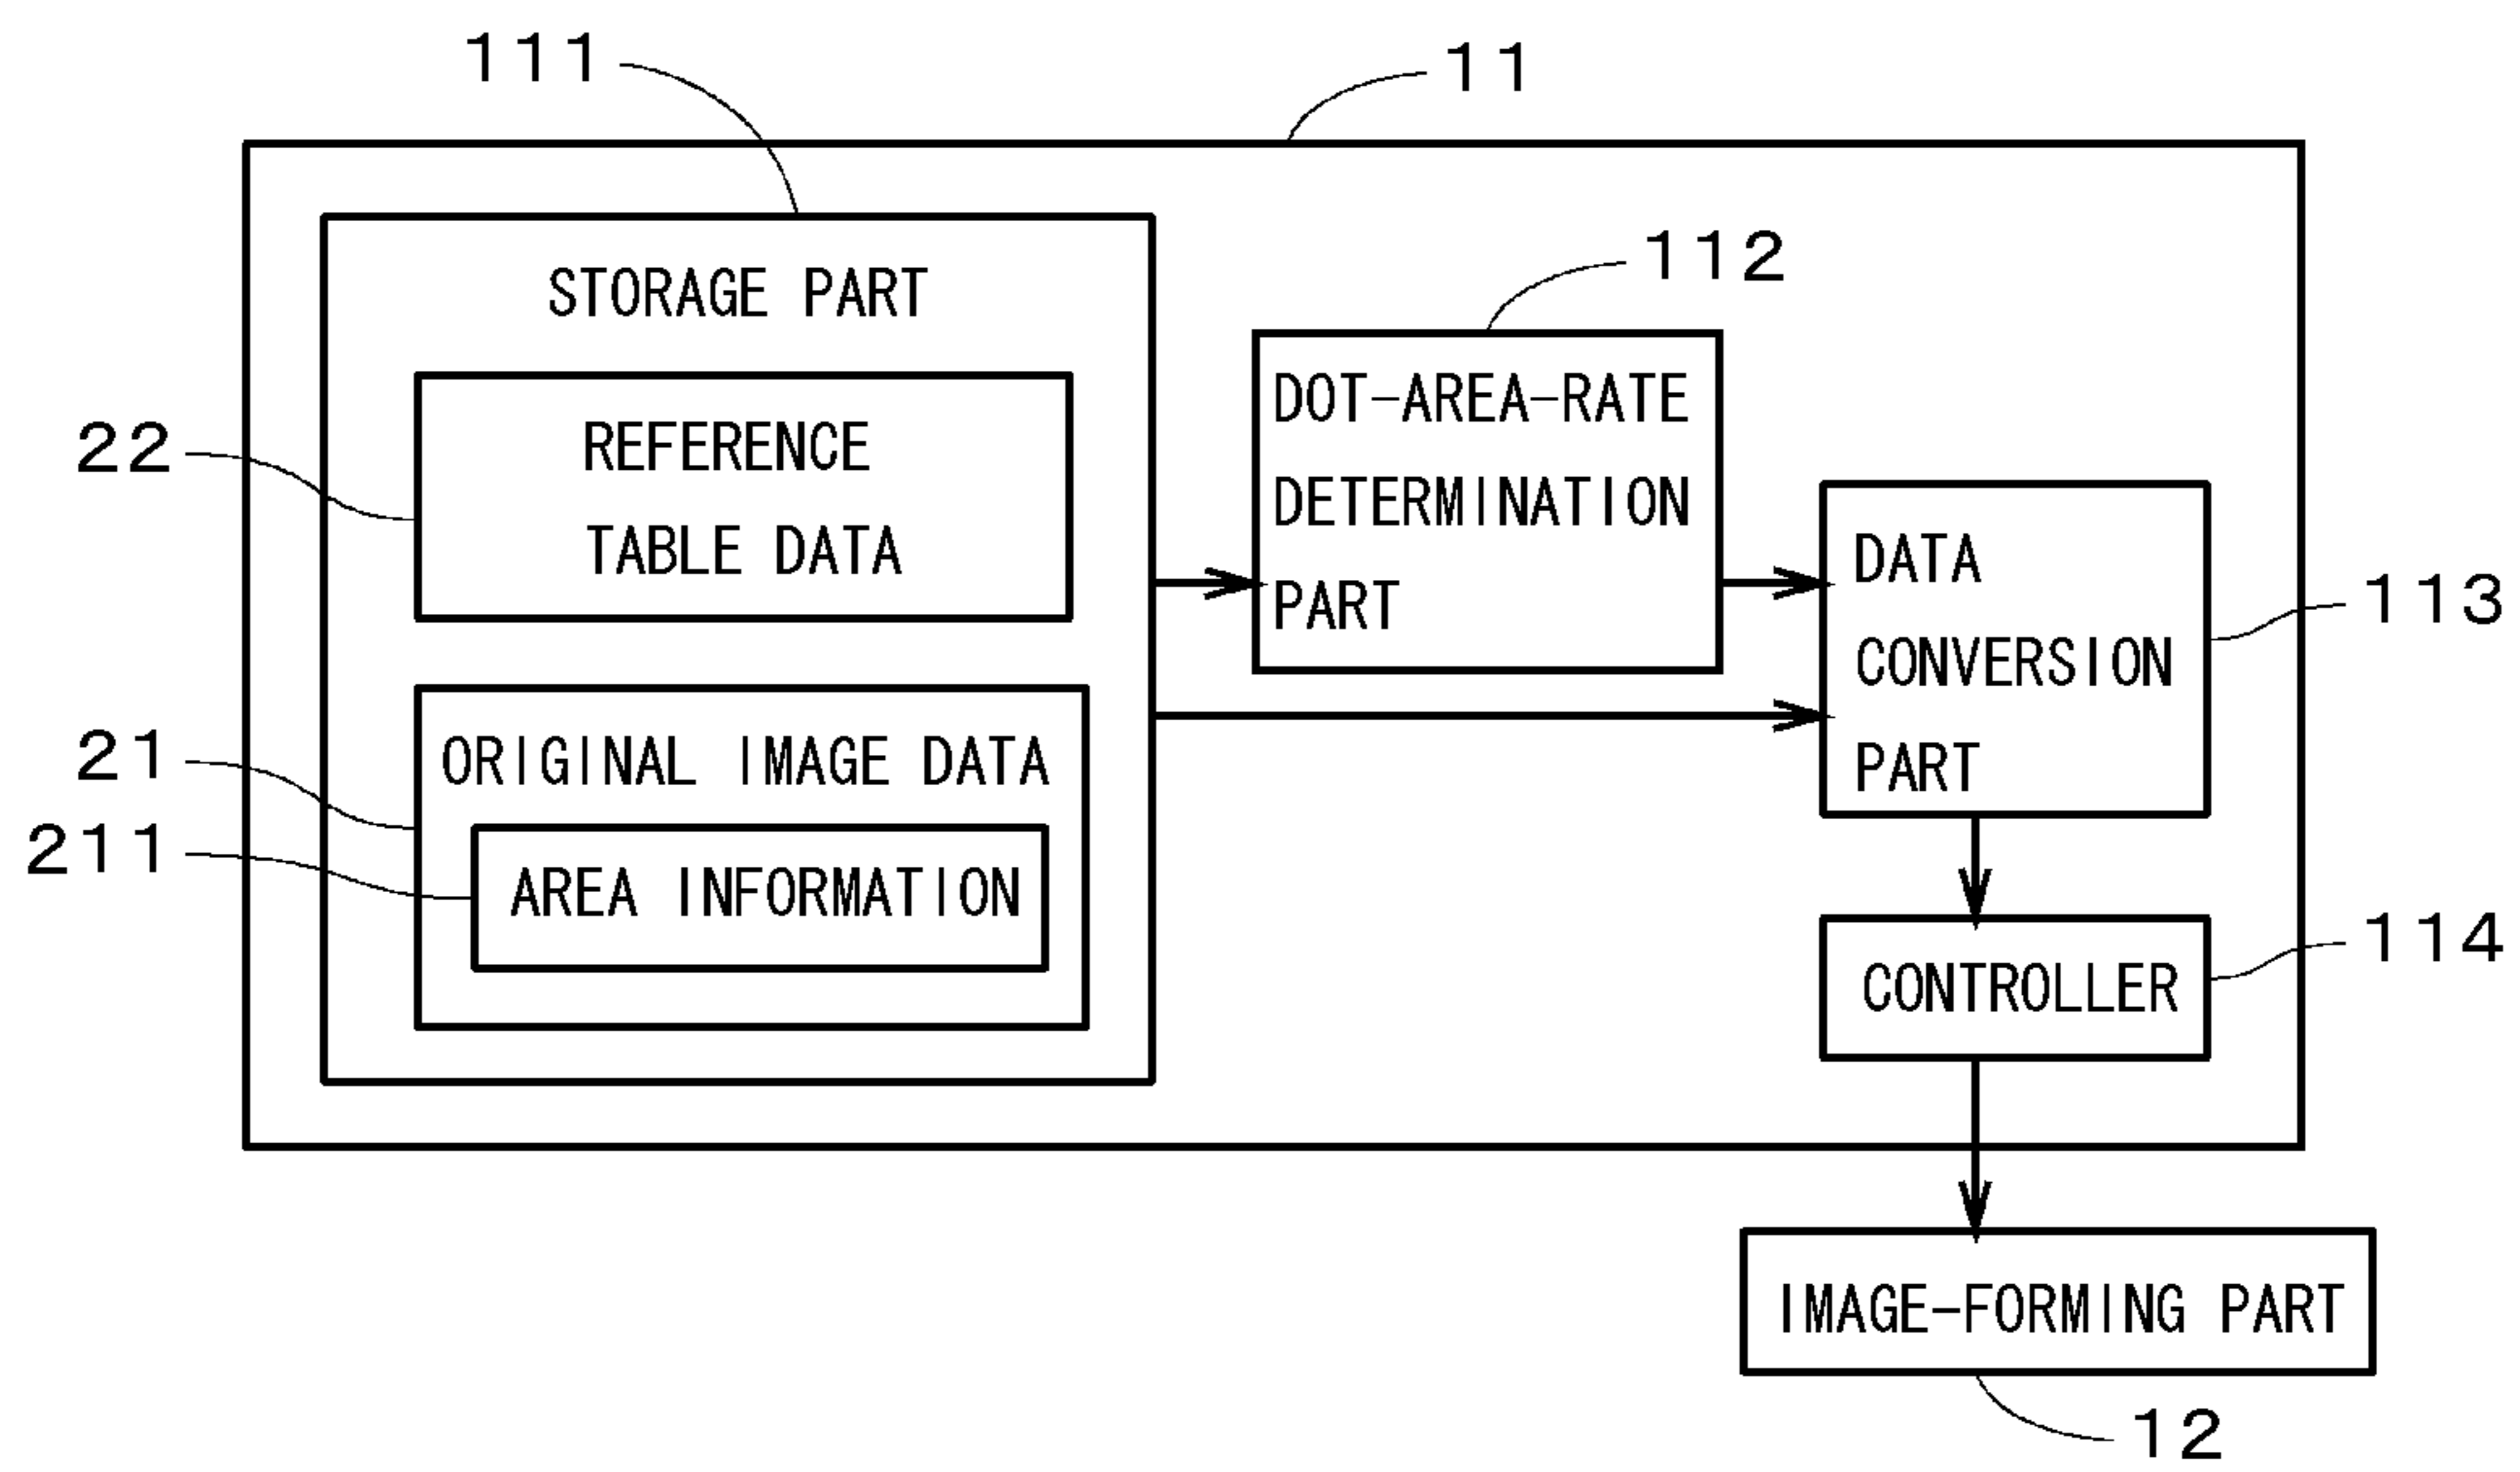 111
11
STORAGE PART
112
22
REFERENCE
TABLE DATA
DOT-AREA-RATE
DETERMINATION
PART
DATA
CONVERSION
PART
113
21
ORIGINAL IMAGE DATA
211
AREA INFORMATION
CONTROLLER
114
IMAGE-FORMING PART
12